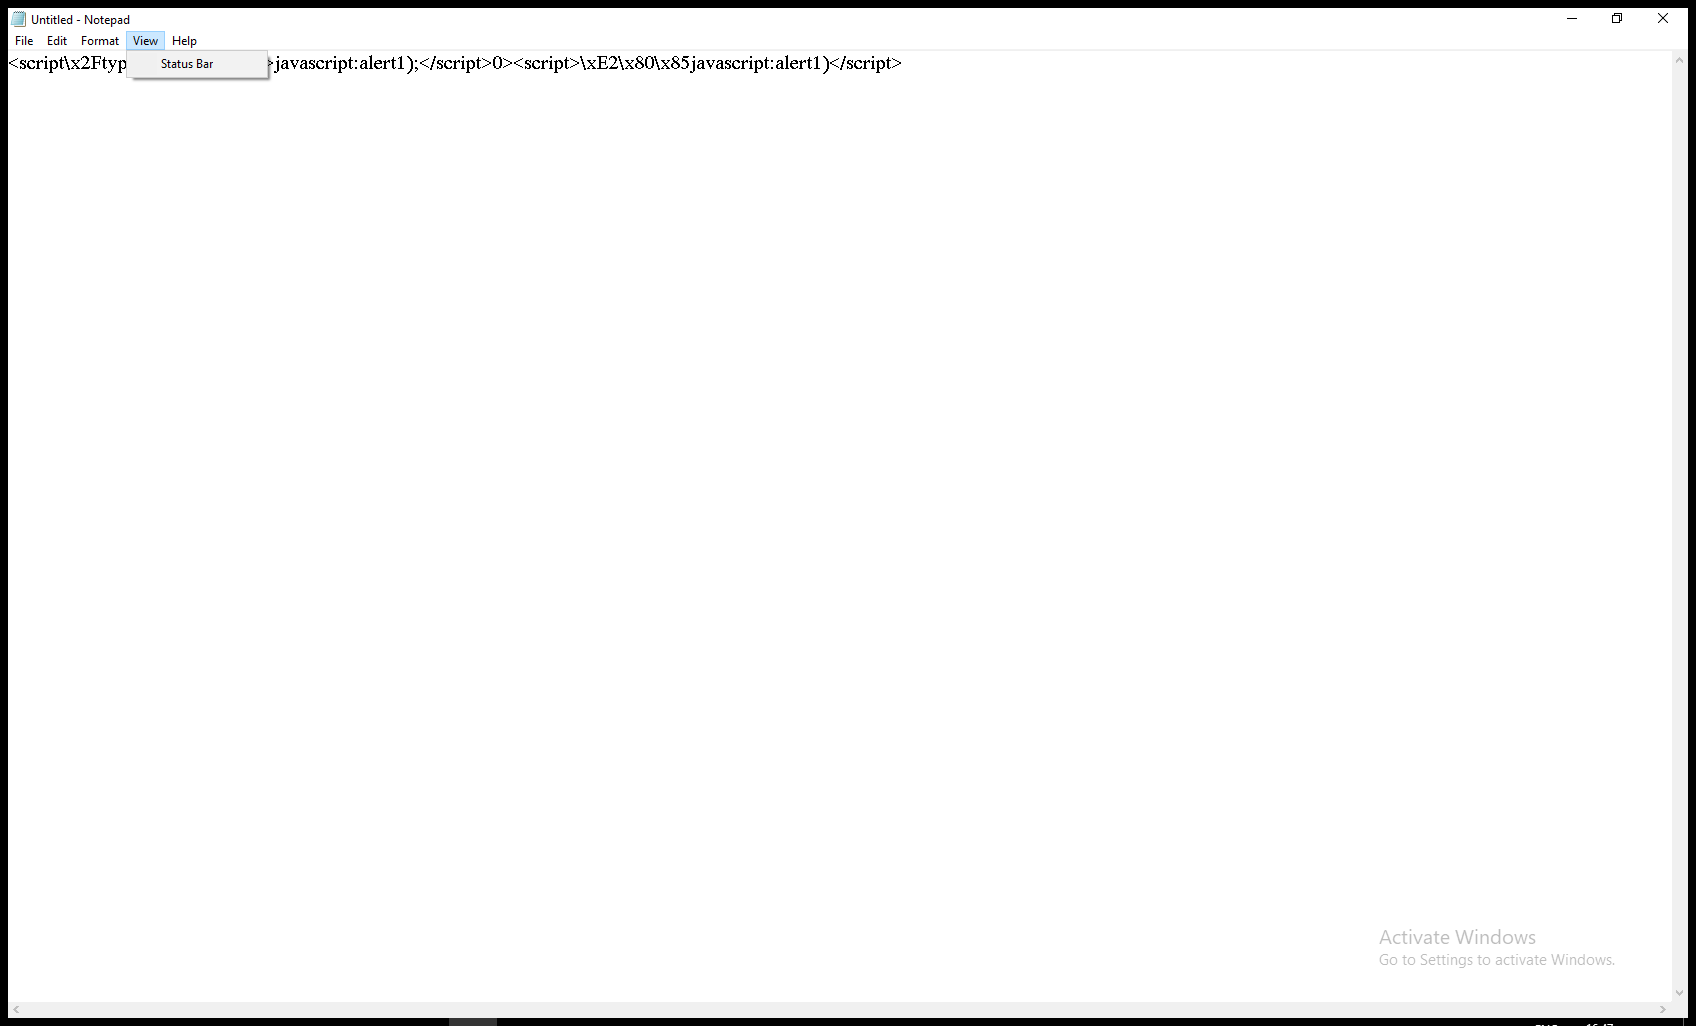 Untitled - Notepad
File Edit Format View Help
Status Bar
<script\x2Ftyp >javascript:alert1);</script>0><script>\xE2\x80\x85javascript:alert1)</script>
Activate Windows
Go to Settings to activate Windows.